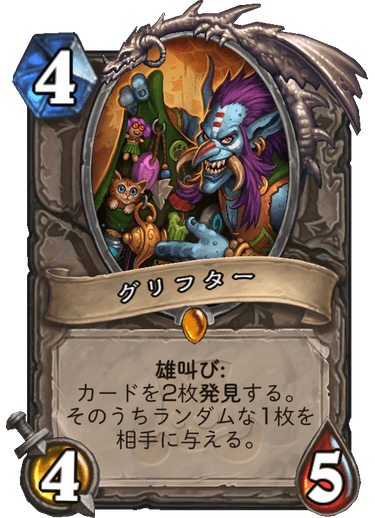 4
グリフター
雄叫び:
カードを2枚発見する。
そのうちランダムな1枚を
相手に与える。
4
5